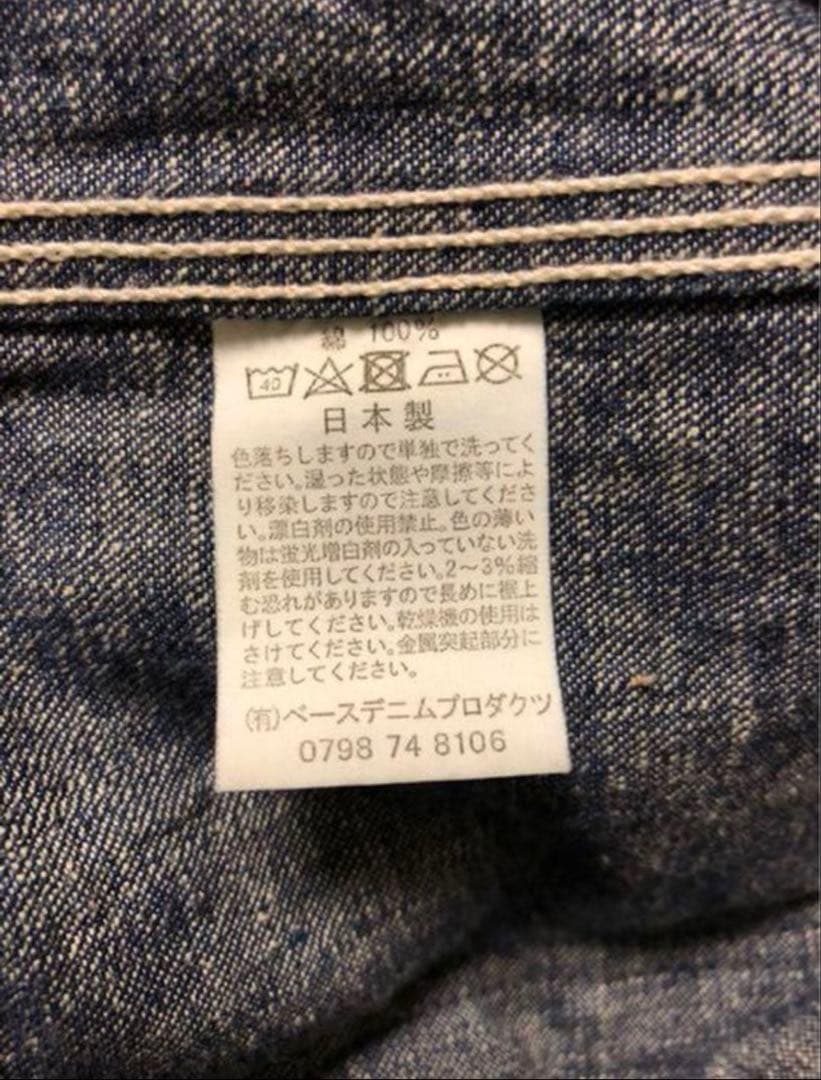 綿 100%
40
日本製
色落ちしますので単独で洗ってく
ださい。湿った状態や摩擦等によ
り移染しますので注意してくださ
い。漂白剤の使用禁止。色の薄い
物は蛍光増白剤の入っていない洗
剤を使用してください。2～3%縮
む恐れがありますので長めに裾上
げしてください。乾燥機の使用は
さけてください。金属突起部分に
注意してください。
(有)ベースデニムプロダクツ
0798 74 8106